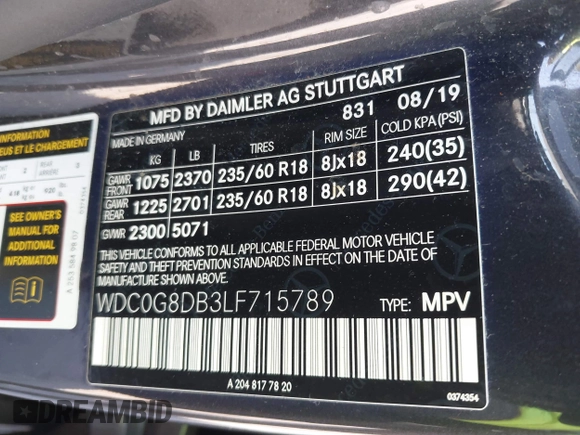 MFD BY DAIMLER AG STUTTGART
831 08/19
MADE IN GERMANY
KG LB TIRES RIM SIZE COLD KPA (PSI)
GAWR FRONT 1075 2370 235/60 R18 8Jx18 240(35)
GAWR REAR 1225 2701 235/60 R18 8Jx18 290(42)
GVWR 2300 5071
THIS VEHICLE CONFORMS TO ALL APPLICABLE FEDERAL MOTOR VEHICLE
SAFETY AND THEFT PREVENTION STANDARDS IN EFFECT ON THE DATE OF
MANUFACTURE SHOWN ABOVE.
WDC0G8DB3LF715789 TYPE: MPV
A 204 817 78 20
0374354
INFORMATION
EUS ET LE CHARGEMENT
SEE OWNER'S
MANUAL FOR
ADDITIONAL
INFORMATION
DREAMBID